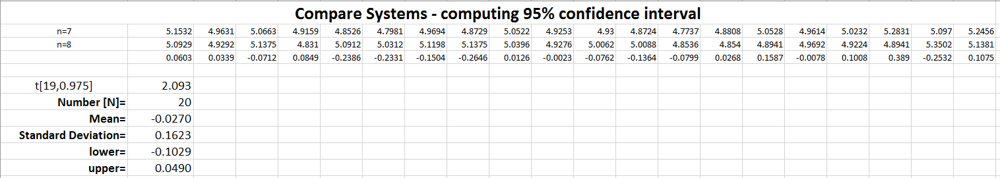 Compare Systems - computing 95% confidence interval
n=7 5.1532 4.9631 5.0663 4.9159 4.8526 4.7981 4.9694 4.8729 5.0522 4.9253 4.93 4.8724 4.7737 4.8808 5.0528 4.9614 5.0232 5.2831 5.097 5.2456
n=8 5.0929 4.9292 5.1375 4.831 5.0912 5.0312 5.1198 5.1375 5.0396 4.9276 5.0062 5.0088 4.8536 4.854 4.8941 4.9692 4.9224 4.8941 5.3502 5.1381
0.0603 0.0339 -0.0712 0.0849 -0.2386 -0.2331 -0.1504 -0.2646 0.0126 -0.0023 -0.0762 -0.1364 -0.0799 0.0268 0.1587 -0.0078 0.1008 0.389 -0.2532 0.1075
t[19,0.975] 2.093
Number [N]= 20
Mean= -0.0270
Standard Deviation= 0.1623
lower= -0.1029
upper= 0.0490